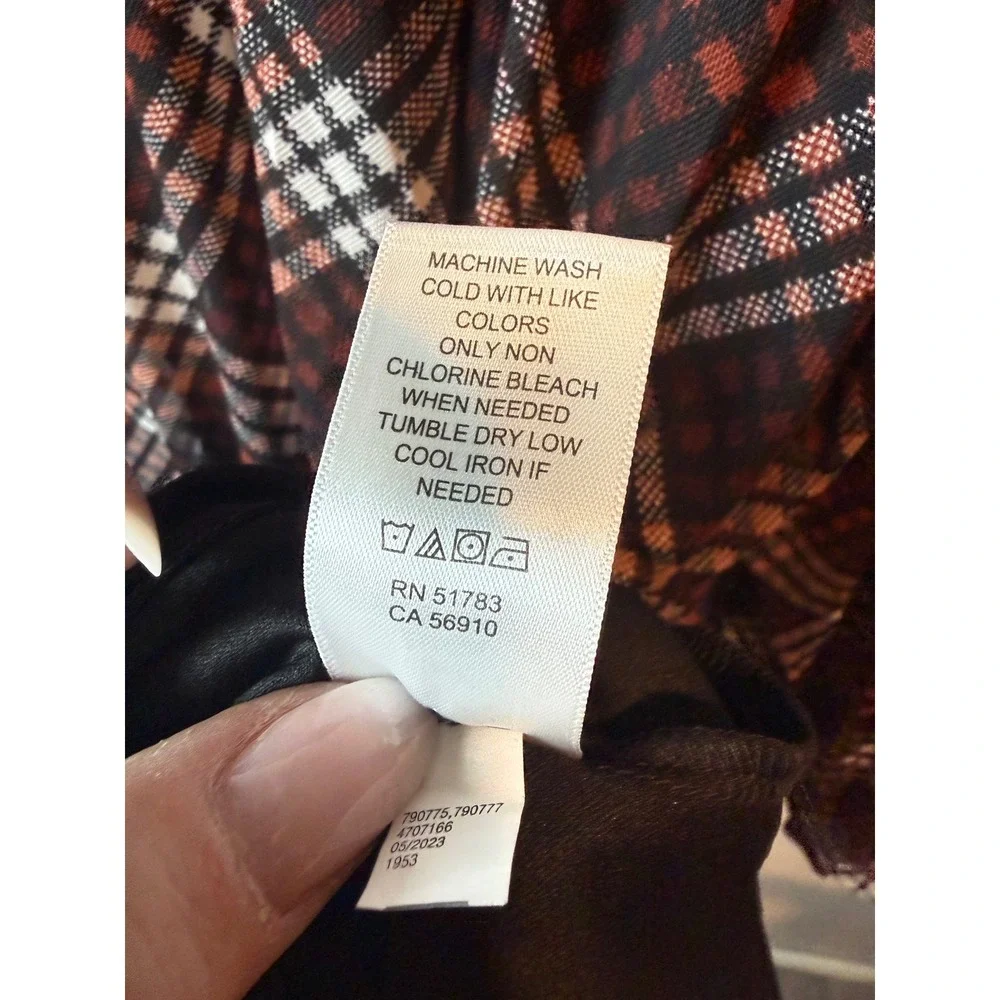 MACHINE WASH
COLD WITH LIKE
COLORS
ONLY NON
CHLORINE BLEACH
WHEN NEEDED
TUMBLE DRY LOW
COOL IRON IF
NEEDED
RN 51783
CA 56910
790775,790777
4707166
05/2023
1953